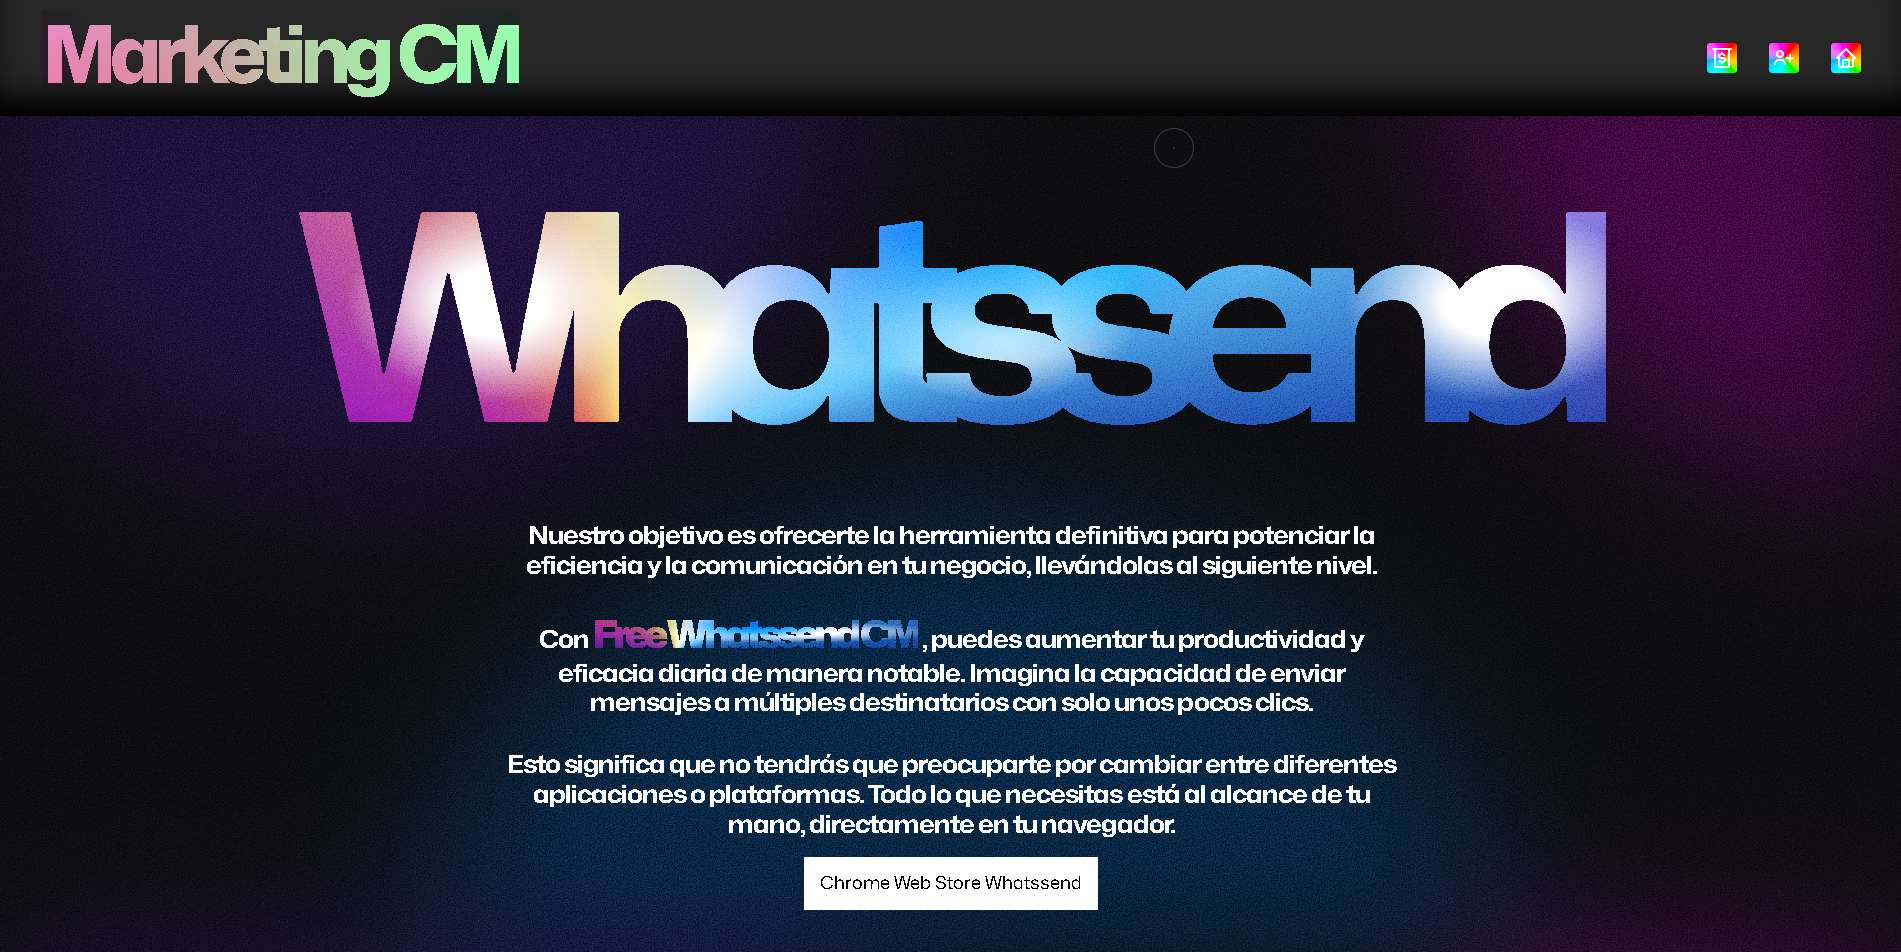 Marketing CM
Whatssend
Nuestro objetivo es ofrecerte la herramienta definitiva para potenciar la
eficiencia y la comunicación en tu negocio, llevándolas al siguiente nivel.
Con Free Whatssend CM , puedes aumentar tu productividad y
eficacia diaria de manera notable. Imagina la capacidad de enviar
mensajes a múltiples destinatarios con solo unos pocos clics.
Esto significa que no tendrás que preocuparte por cambiar entre diferentes
aplicaciones o plataformas. Todo lo que necesitas está al alcance de tu
mano, directamente en tu navegador.
Chrome Web Store Whatssend